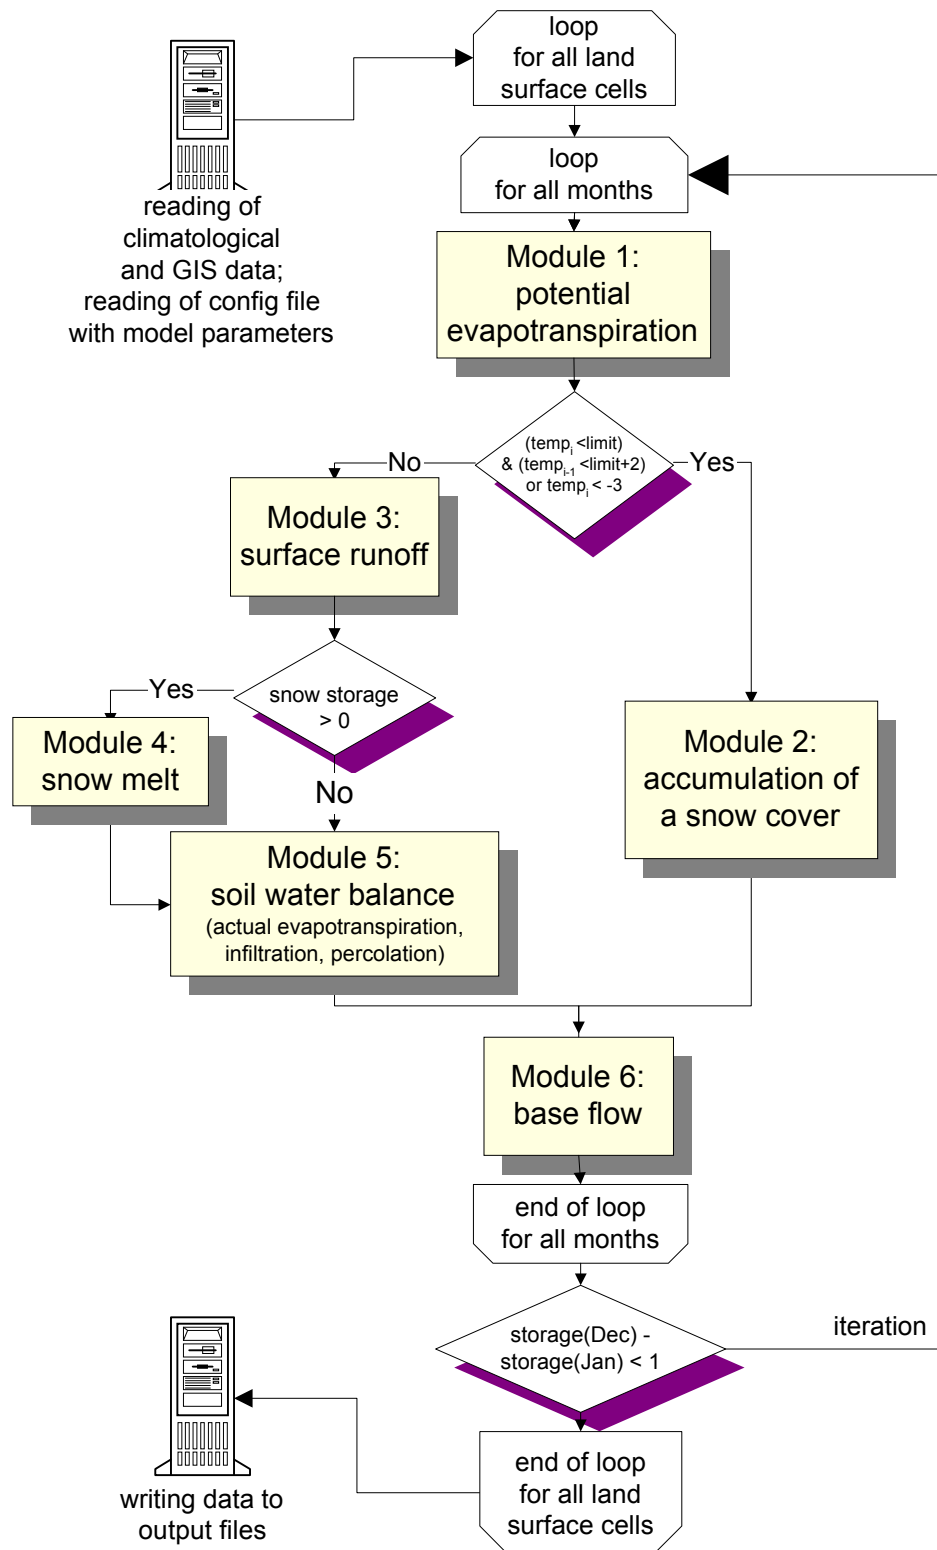 loop
for all land
surface cells
loop
for all months
reading of
climatological
and GIS data;
reading of config file
with model parameters
Module 1:
potential
evapotranspiration
(tempi <limit)
& (tempi-1 <limit+2)
or tempi < -3
No
Yes
Module 3:
surface runoff
snow storage
> 0
Yes
No
Module 4:
snow melt
Module 2:
accumulation of
a snow cover
Module 5:
soil water balance
(actual evapotranspiration,
infiltration, percolation)
Module 6:
base flow
end of loop
for all months
storage(Dec) -
storage(Jan) < 1
iteration
end of loop
for all land
surface cells
writing data to
output files